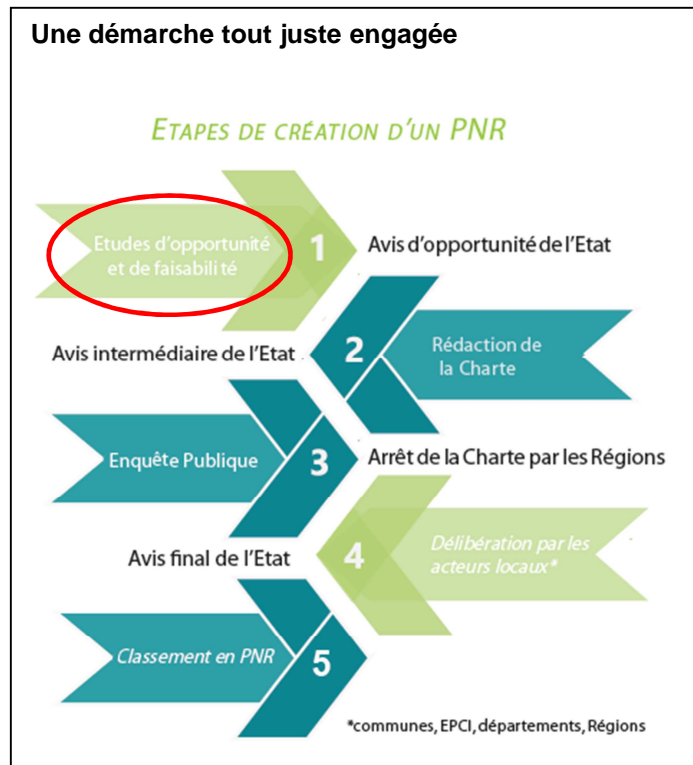 Une démarche tout juste engagée
ETAPES DE CRÉATION D'UN PNR
Etudes d'opportunité
et de faisabilité
1
Avis d'opportunité de l'Etat
2
Rédaction de
la Charte
Avis intermédiaire de l'Etat
Enquête Publique
3
Arrêt de la Charte par les Régions
4
Délibération par les
acteurs locaux*
Avis final de l'Etat
Classement en PNR
5
*communes, EPCI, départements, Régions